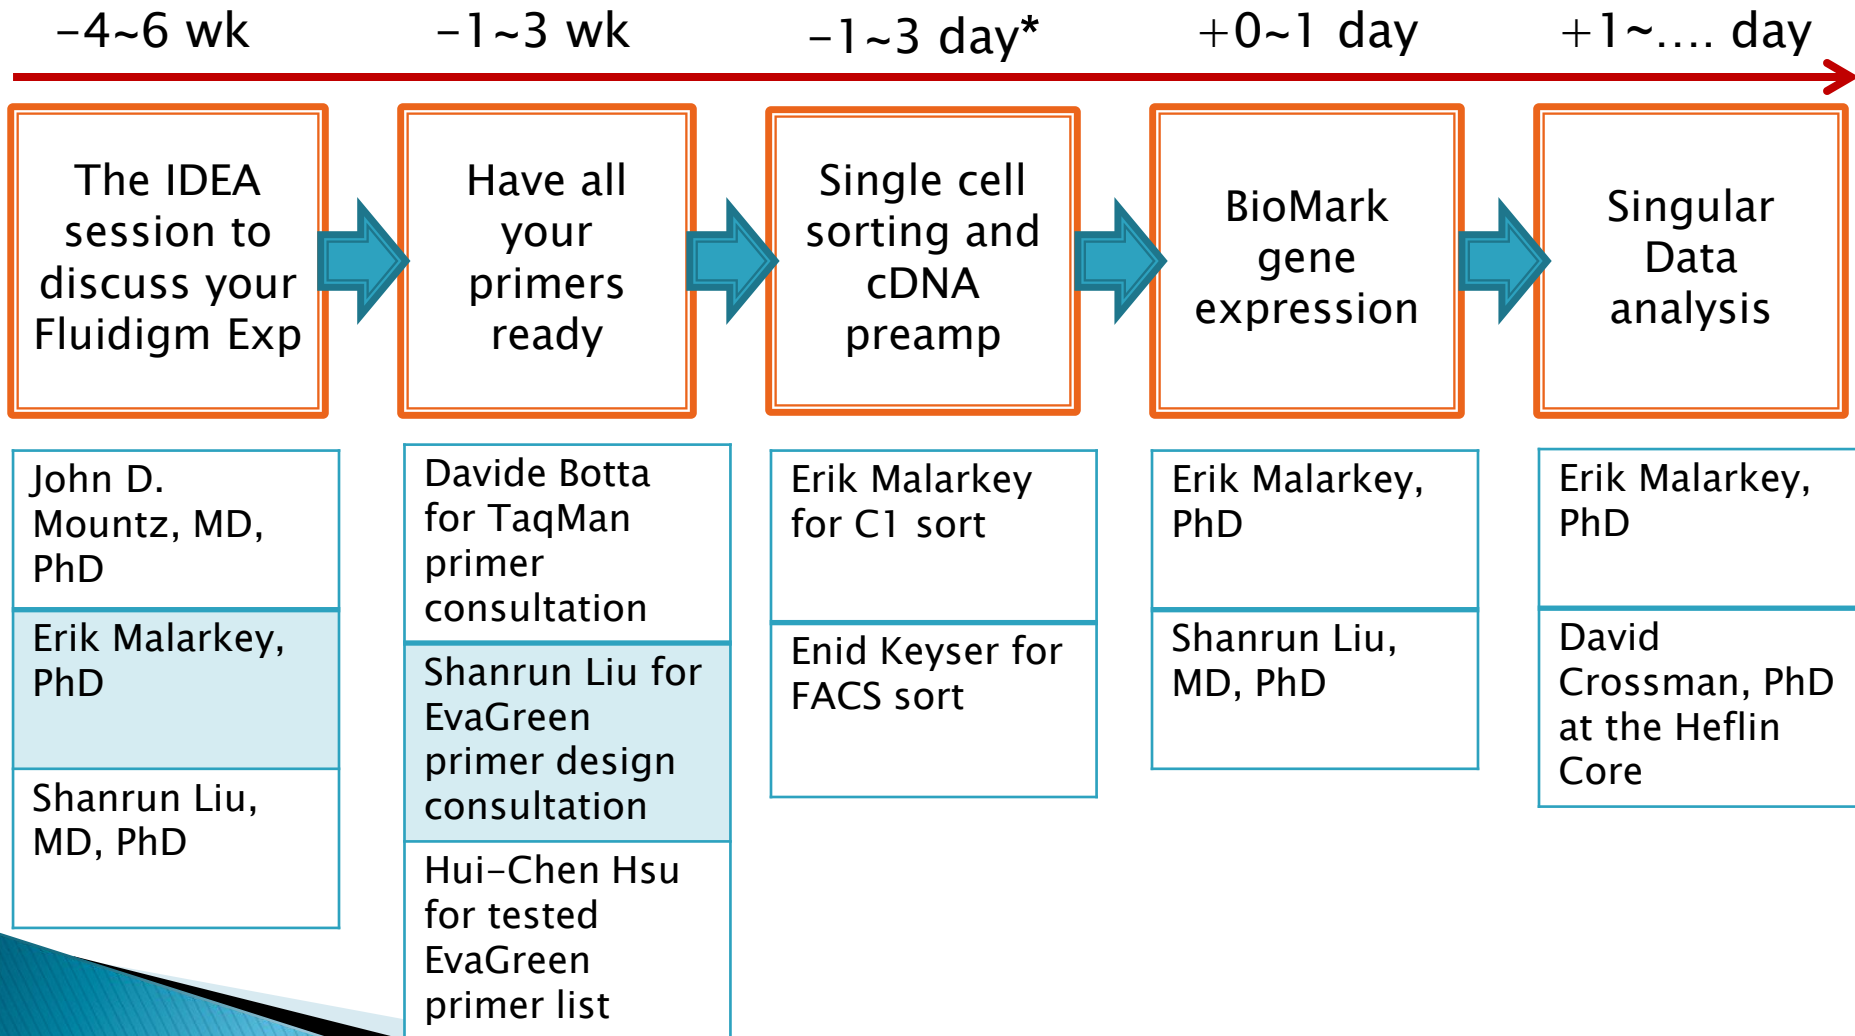 -4~6 wk
-1~3 wk
-1~3 day*
+0~1 day
+1~.... day
The IDEA
session to
discuss your
Fluidigm Exp
Have all
your
primers
ready
Single cell
sorting and
cDNA
preamp
BioMark
gene
expression
Singular
Data
analysis
John D.
Mountz, MD,
PhD
Erik Malarkey,
PhD
Shanrun Liu,
MD, PhD
Davide Botta
for TaqMan
primer
consultation
Shanrun Liu for
EvaGreen
primer design
consultation
Hui-Chen Hsu
for tested
EvaGreen
primer list
Erik Malarkey
for C1 sort
Enid Keyser for
FACS sort
Erik Malarkey,
PhD
Shanrun Liu,
MD, PhD
Erik Malarkey,
PhD
David
Crossman, PhD
at the Heflin
Core